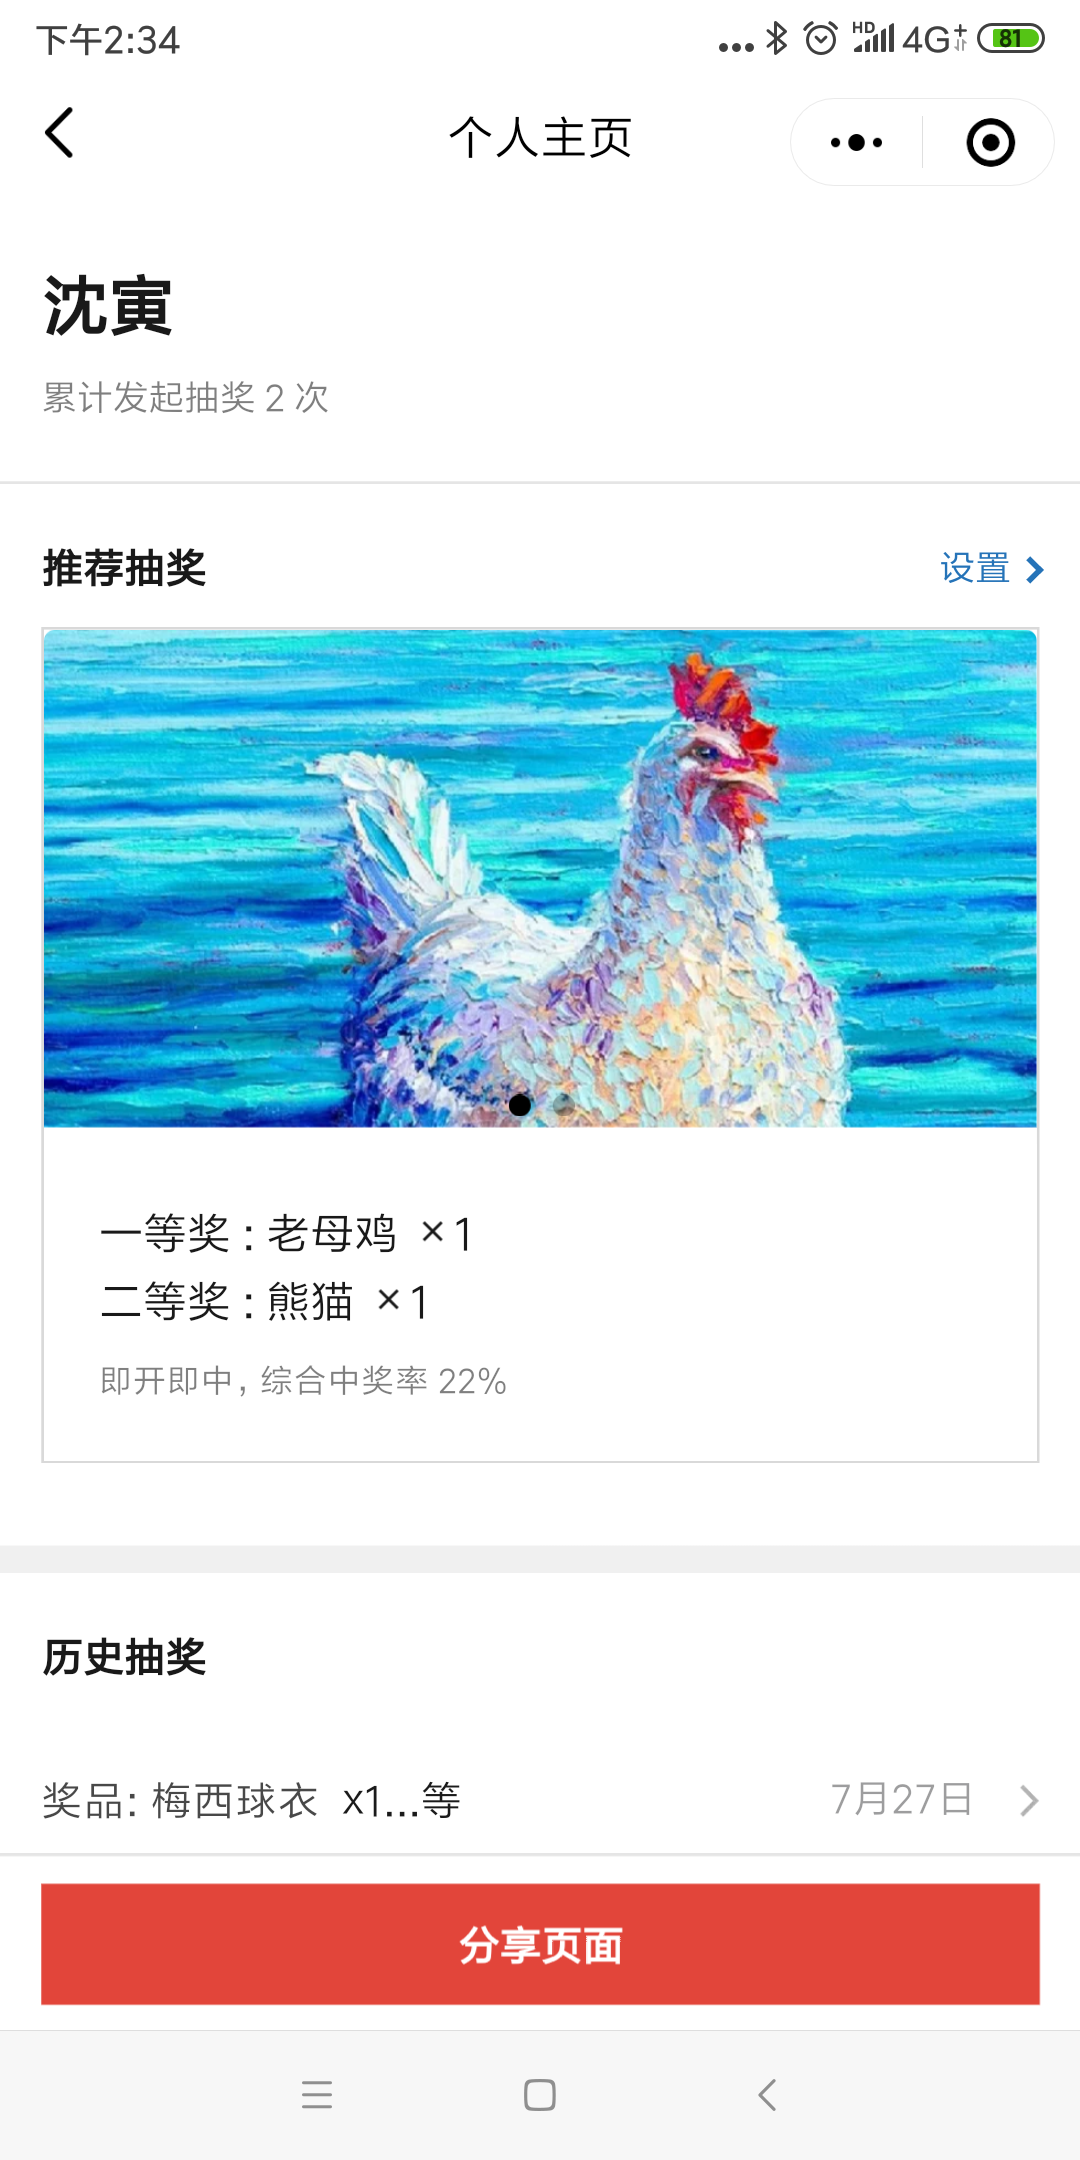 下午2:34
HD 4G+ 81
个人主页
沈寅
累计发起抽奖 2 次
推荐抽奖
设置
一等奖：老母鸡 ×1
二等奖：熊猫 ×1
即开即中，综合中奖率 22%
历史抽奖
奖品: 梅西球衣 x1...等
7月27日
分享页面